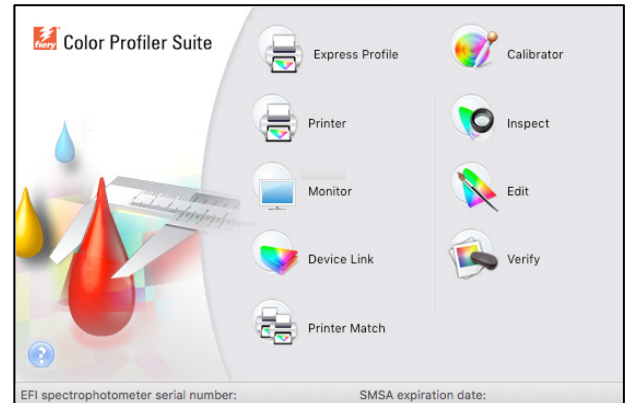 fiery Color Profiler Suite
Express Profile
Printer
Monitor
Device Link
Printer Match
Calibrator
Inspect
Edit
Verify
?
EFI spectrophotometer serial number: SMSA expiration date: